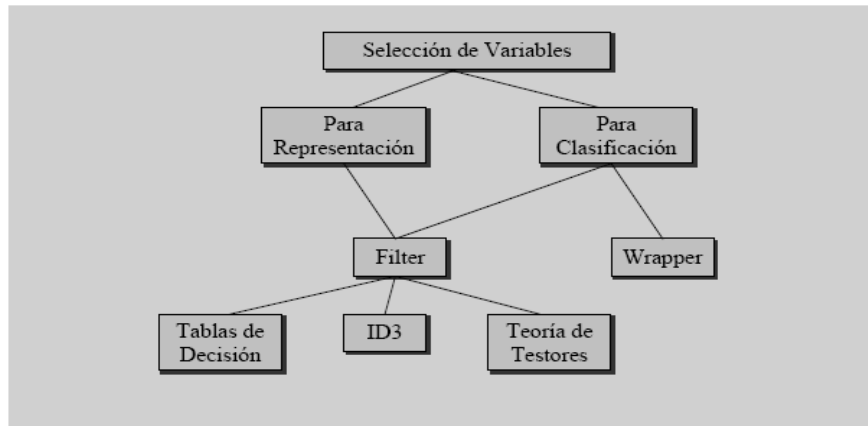 Selección de Variables
Para
Representación
Para
Clasificación
Filter
Wrapper
Tablas de
Decisión
ID3
Teoría de
Testores